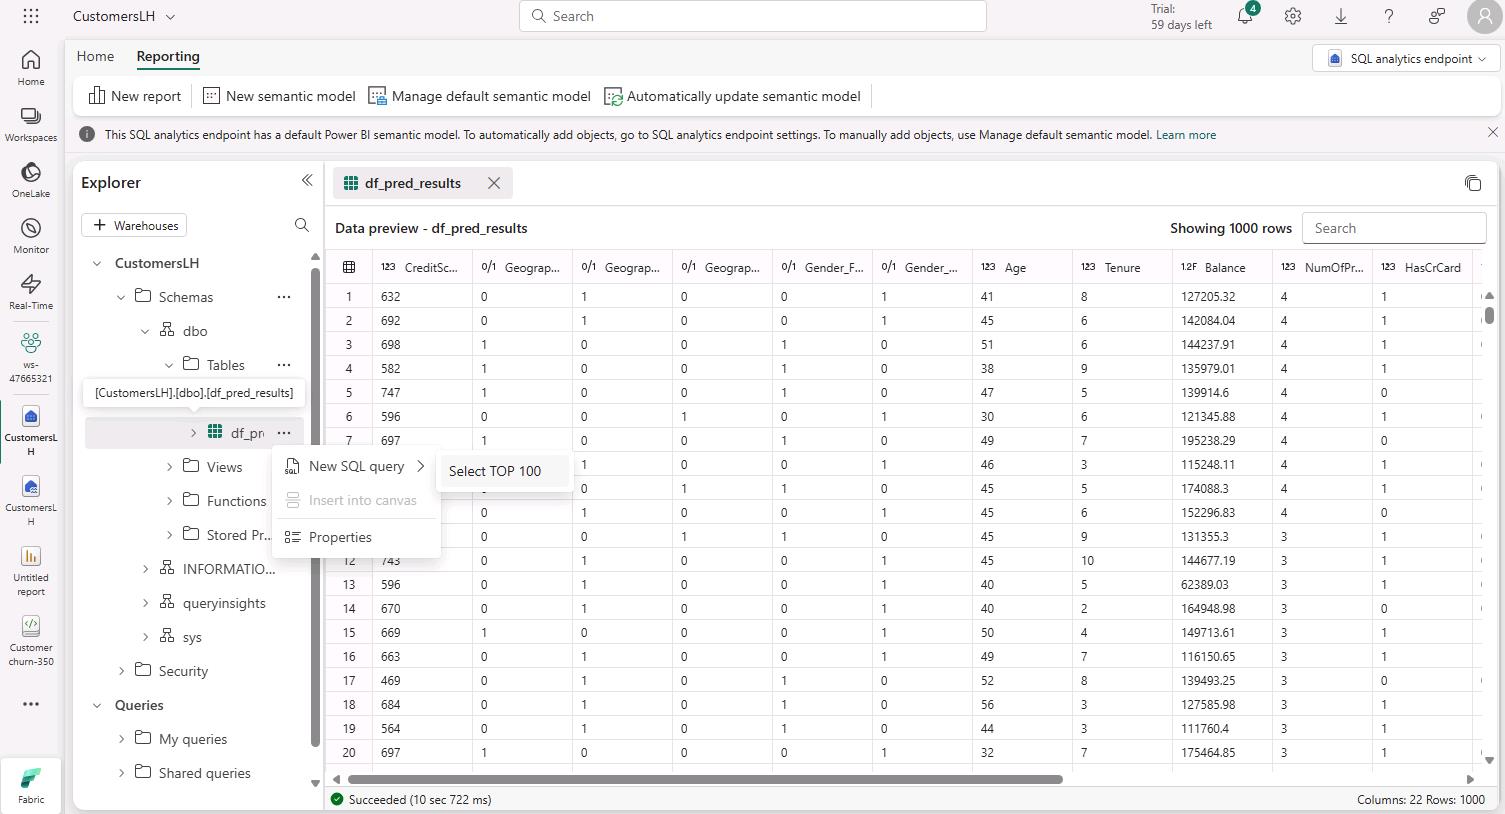 CustomersLH
Search
Trial:
59 days left
4
Home
Reporting
SQL analytics endpoint
New report
New semantic model
Manage default semantic model
Automatically update semantic model
This SQL analytics endpoint has a default Power BI semantic model. To automatically add objects, go to SQL analytics endpoint settings. To manually add objects, use Manage default semantic model. Learn more
Home
Workspaces
OneLake
Monitor
Real-Time
ws-
47665321
CustomersL
H
CustomersL
H
Untitled
report
Customer
churn-350
Fabric
Explorer
Warehouses
CustomersLH
Schemas
dbo
Tables
[CustomersLH].[dbo].[df_pred_results]
df_pr
Views
Functions
Stored Pr...
INFORMATIO...
queryinsights
sys
Security
Queries
My queries
Shared queries
New SQL query
Insert into canvas
Properties
Select TOP 100
df_pred_results
Data preview - df_pred_results
Showing 1000 rows
Search
123 CreditSc... 0/1 Geograp... 0/1 Geograp... 0/1 Geograp... 0/1 Gender_F... 0/1 Gender_... 123 Age 123 Tenure 1.2F Balance 123 NumOfPr... 123 HasCrCard
1 632 0 1 0 0 1 41 8 127205.32 4 1
2 692 0 1 0 0 1 45 6 142084.04 4 1
3 698 1 0 0 1 0 51 6 144237.91 4 1
4 582 1 0 0 1 0 38 9 135979.01 4 1
5 747 1 0 0 0 1 47 5 139914.6 4 0
6 596 0 0 1 0 1 30 6 121345.88 4 1
7 697 1 0 0 1 0 49 7 195238.29 4 0
1 0 0 1 46 3 115248.11 4 1
0 1 1 0 45 5 174088.3 4 1
0 1 0 0 1 45 6 152296.83 4 0
0 0 1 1 0 45 9 131355.3 3 1
12 743 0 1 0 0 1 45 10 144677.19 3 1
13 596 0 1 0 0 1 40 5 62389.03 3 1
14 670 0 1 0 0 1 40 2 164948.98 3 0
15 669 1 0 0 0 1 50 4 149713.61 3 1
16 663 0 1 0 0 1 49 7 116150.65 3 1
17 469 0 1 0 1 0 52 8 139493.25 3 0
18 684 0 1 0 1 0 56 3 127585.98 3 1
19 564 0 1 0 1 0 44 3 111760.4 3 1
20 697 1 0 0 0 1 32 7 175464.85 3 1
Succeeded (10 sec 722 ms)
Columns: 22 Rows: 1000